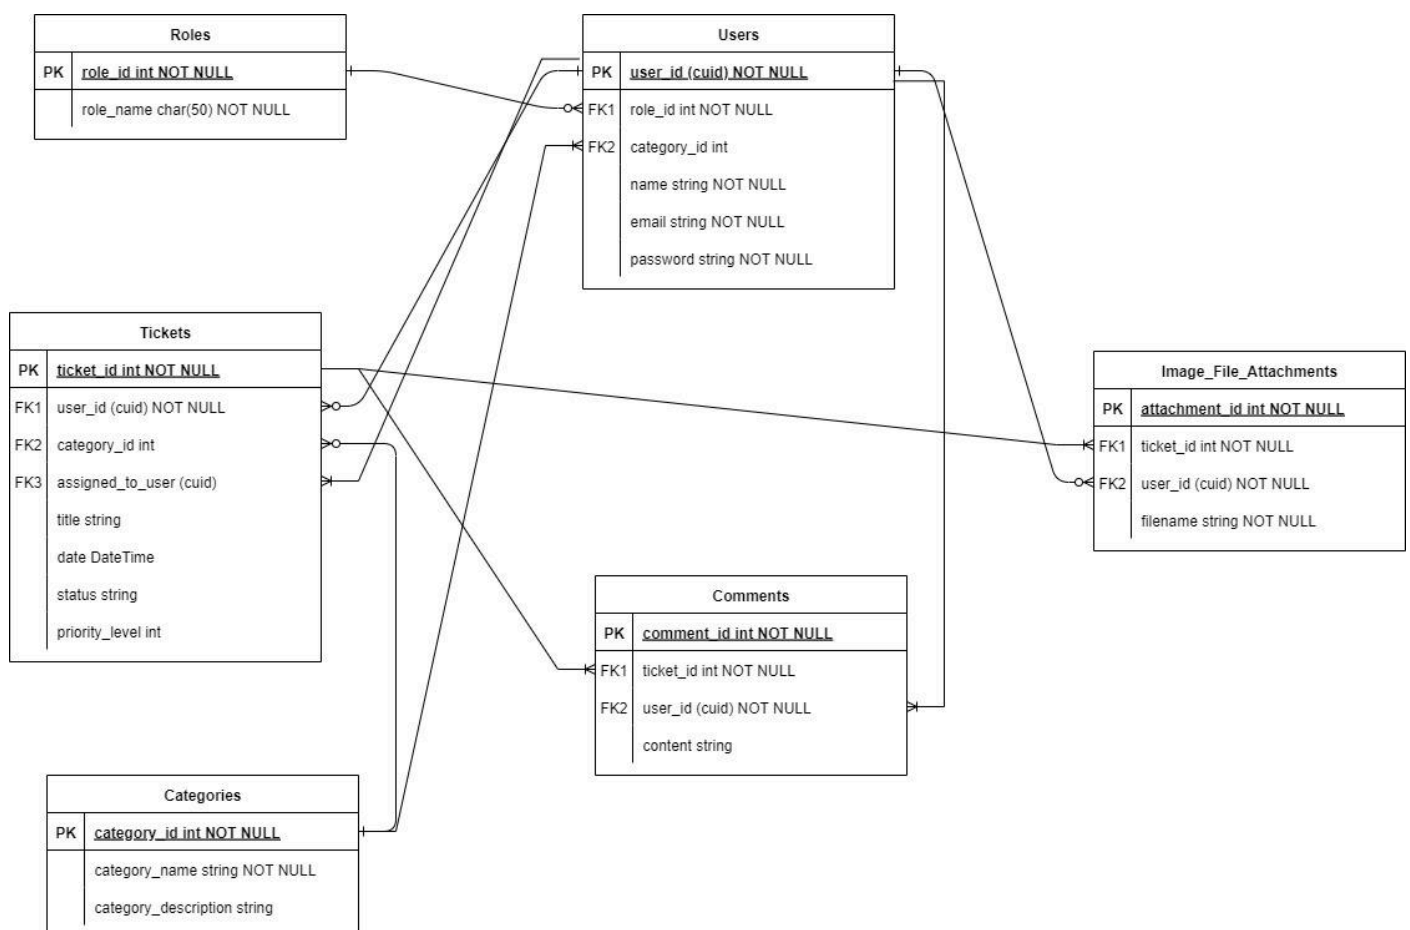 Roles
PK role_id int NOT NULL
role_name char(50) NOT NULL
Users
PK user_id (cuid) NOT NULL
FK1 role_id int NOT NULL
FK2 category_id int
name string NOT NULL
email string NOT NULL
password string NOT NULL
Tickets
PK ticket_id int NOT NULL
FK1 user_id (cuid) NOT NULL
FK2 category_id int
FK3 assigned_to_user (cuid)
title string
date DateTime
status string
priority_level int
Image_File_Attachments
PK attachment_id int NOT NULL
FK1 ticket_id int NOT NULL
FK2 user_id (cuid) NOT NULL
filename string NOT NULL
Comments
PK comment_id int NOT NULL
FK1 ticket_id int NOT NULL
FK2 user_id (cuid) NOT NULL
content string
Categories
PK category_id int NOT NULL
category_name string NOT NULL
category_description string